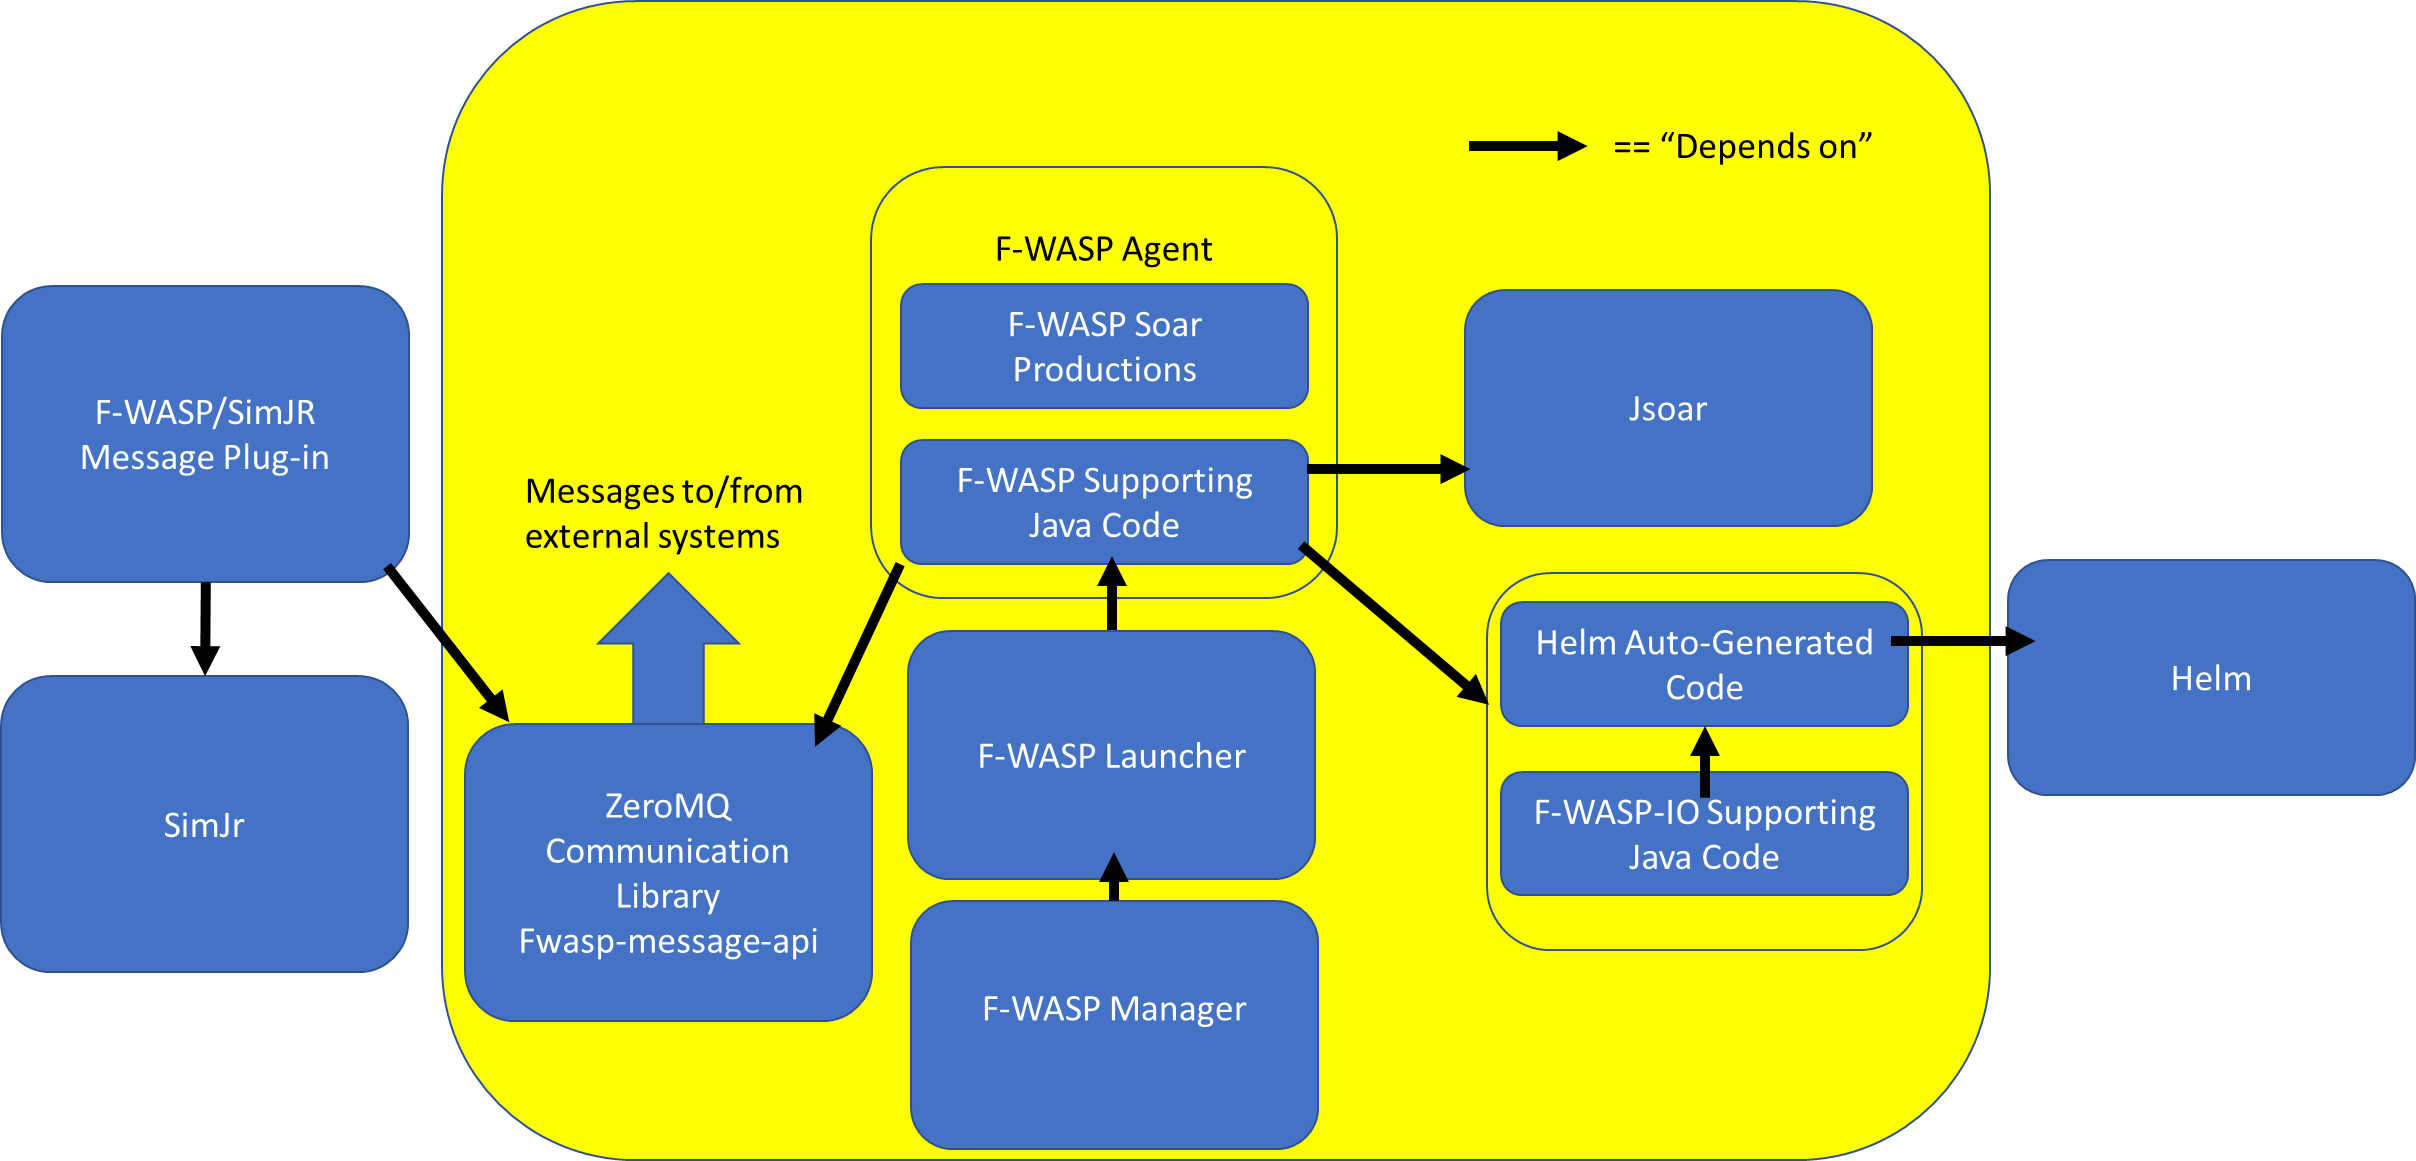 == “Depends on”
F-WASP Agent
F-WASP Soar
Productions
F-WASP/SimJR
Message Plug-in
Jsoar
Messages to/from
external systems
F-WASP Supporting
Java Code
Helm Auto-Generated
Code
Helm
F-WASP Launcher
SimJr
ZeroMQ
Communication
Library
Fwasp-message-api
F-WASP-IO Supporting
Java Code
F-WASP Manager